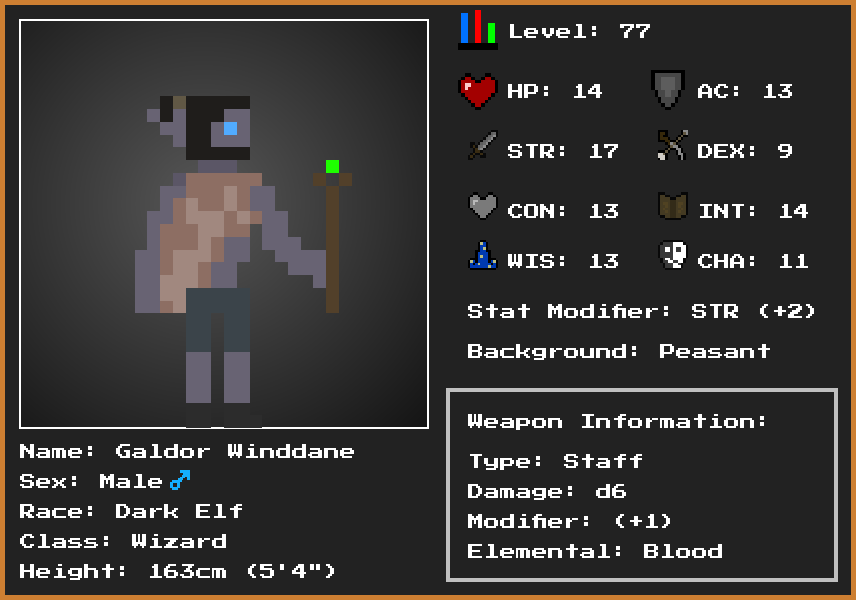 Level: 77
HP: 14
AC: 13
STR: 17
DEX: 9
CON: 13
INT: 14
WIS: 13
CHA: 11
Stat Modifier: STR (+2)
Background: Peasant
Weapon Information:
Type: Staff
Damage: d6
Modifier: (+1)
Elemental: Blood
Name: Galdor Winddane
Sex: Male♂
Race: Dark Elf
Class: Wizard
Height: 163cm (5'4")